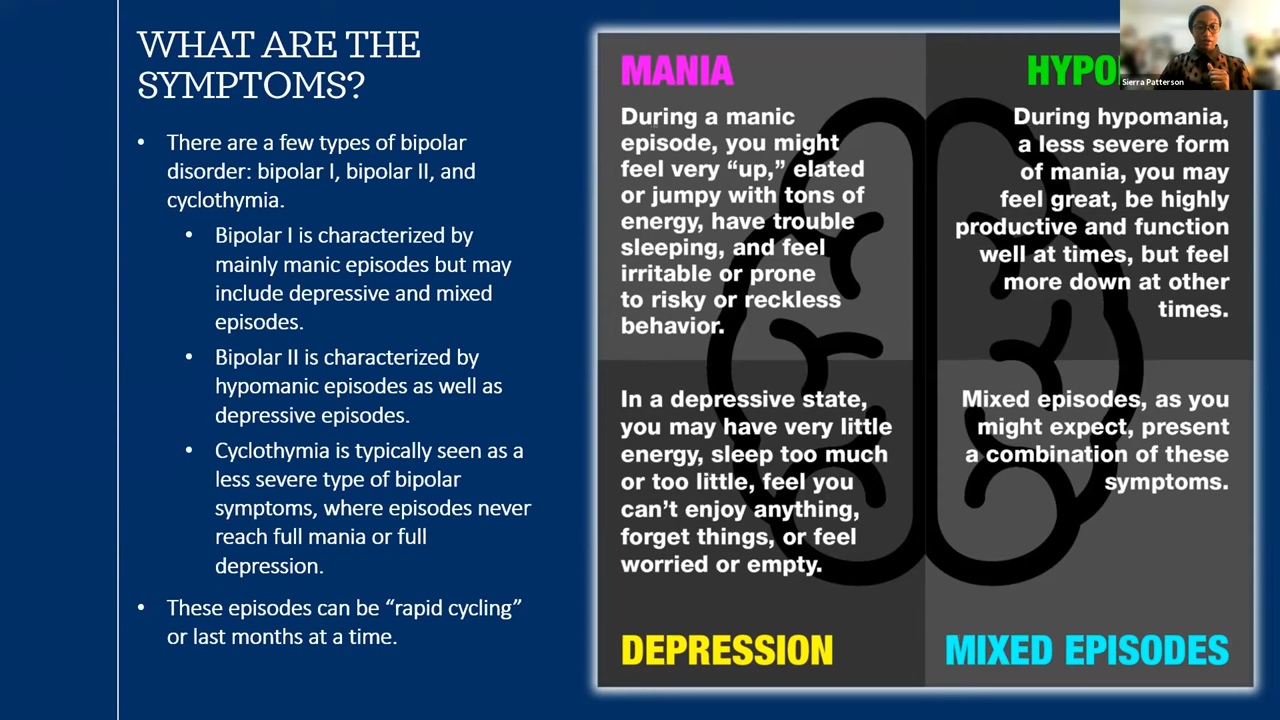 WHAT ARE THE
SYMPTOMS?
• There are a few types of bipolar
disorder: bipolar I, bipolar II, and
cyclothymia.
• Bipolar I is characterized by
mainly manic episodes but may
include depressive and mixed
episodes.
• Bipolar II is characterized by
hypomanic episodes as well as
depressive episodes.
• Cyclothymia is typically seen as a
less severe type of bipolar
symptoms, where episodes never
reach full mania or full
depression.
• These episodes can be “rapid cycling”
or last months at a time.
MANIA
During a manic
episode, you might
feel very “up,” elated
or jumpy with tons of
energy, have trouble
sleeping, and feel
irritable or prone
to risky or reckless
behavior.
HYPO
Sierra Patterson
During hypomania,
a less severe form
of mania, you may
feel great, be highly
productive and function
well at times, but feel
more down at other
times.
In a depressive state,
you may have very little
energy, sleep too much
or too little, feel you
can’t enjoy anything,
forget things, or feel
worried or empty.
DEPRESSION
Mixed episodes, as you
might expect, present
a combination of these
symptoms.
MIXED EPISODES